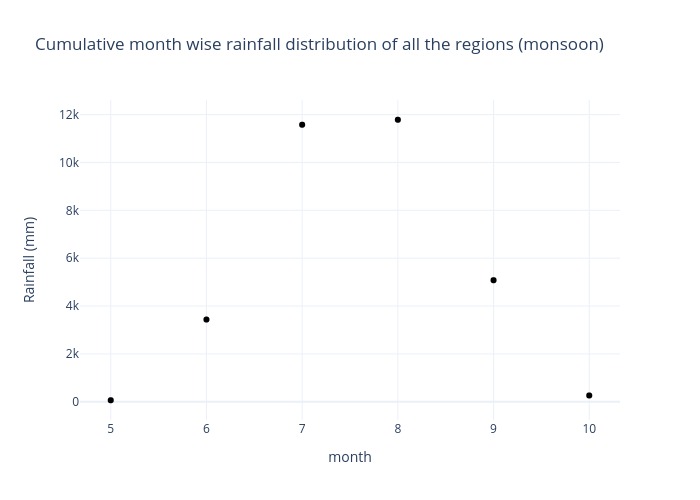 Cumulative month wise rainfall distribution of all the regions (monsoon)
12k
10k
8k
6k
4k
2k
0
Rainfall (mm)
5 6 7 8 9 10
month